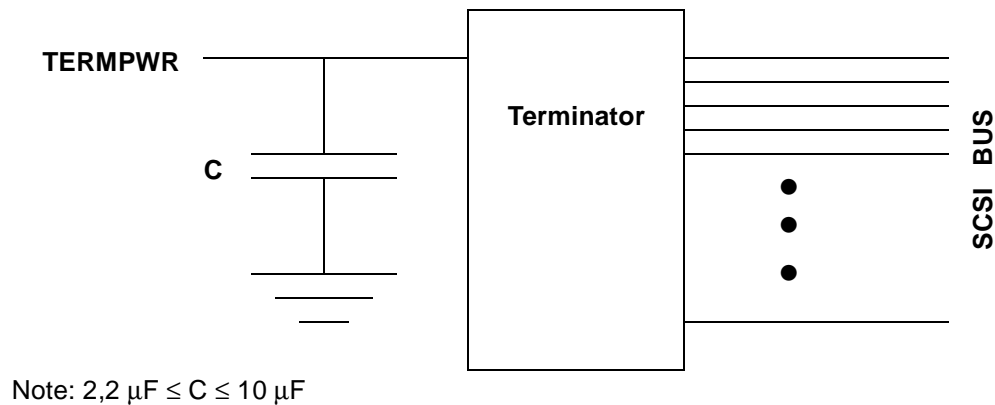 TERMPWR
Terminator
C
SCSI BUS
Note: 2,2 μF ≤ C ≤ 10 μF